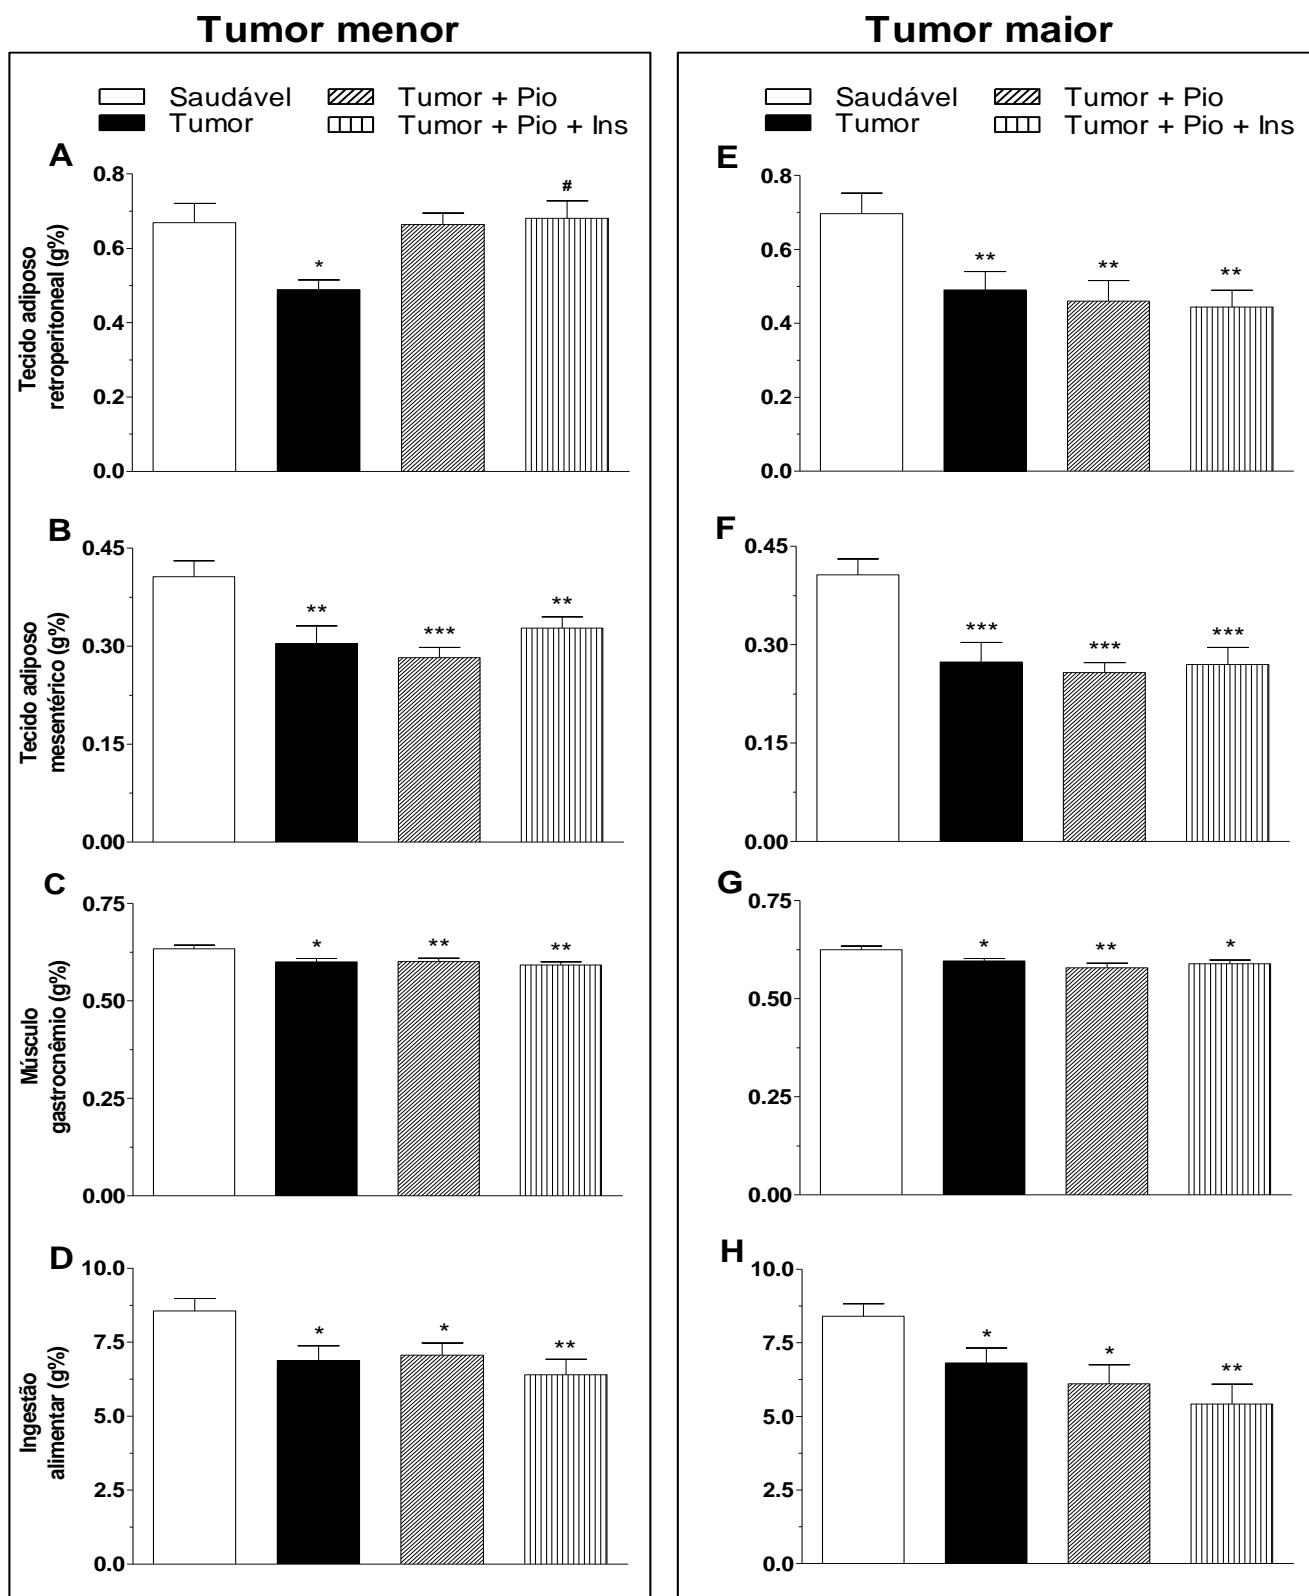 Tumor menor
Saudável
Tumor + Pio
Tumor
Tumor + Pio + Ins
A
Tecido adiposo
retroperitoneal (g%)
0.8
0.6
0.4
0.2
0.0
*
#
B
Tecido adiposo
mesentérico (g%)
0.45
0.30
0.15
0.00
**
***
**
C
Músculo
gastrocnêmio (g%)
0.75
0.50
0.25
0.00
*
**
**
D
Ingestão
alimentar (g%)
10.0
7.5
5.0
2.5
0.0
*
*
**
Tumor maior
Saudável
Tumor + Pio
Tumor
Tumor + Pio + Ins
E
0.8
0.6
0.4
0.2
0.0
**
**
**
F
0.45
0.30
0.15
0.00
***
***
***
G
0.75
0.50
0.25
0.00
*
**
*
H
10.0
7.5
5.0
2.5
0.0
*
*
**